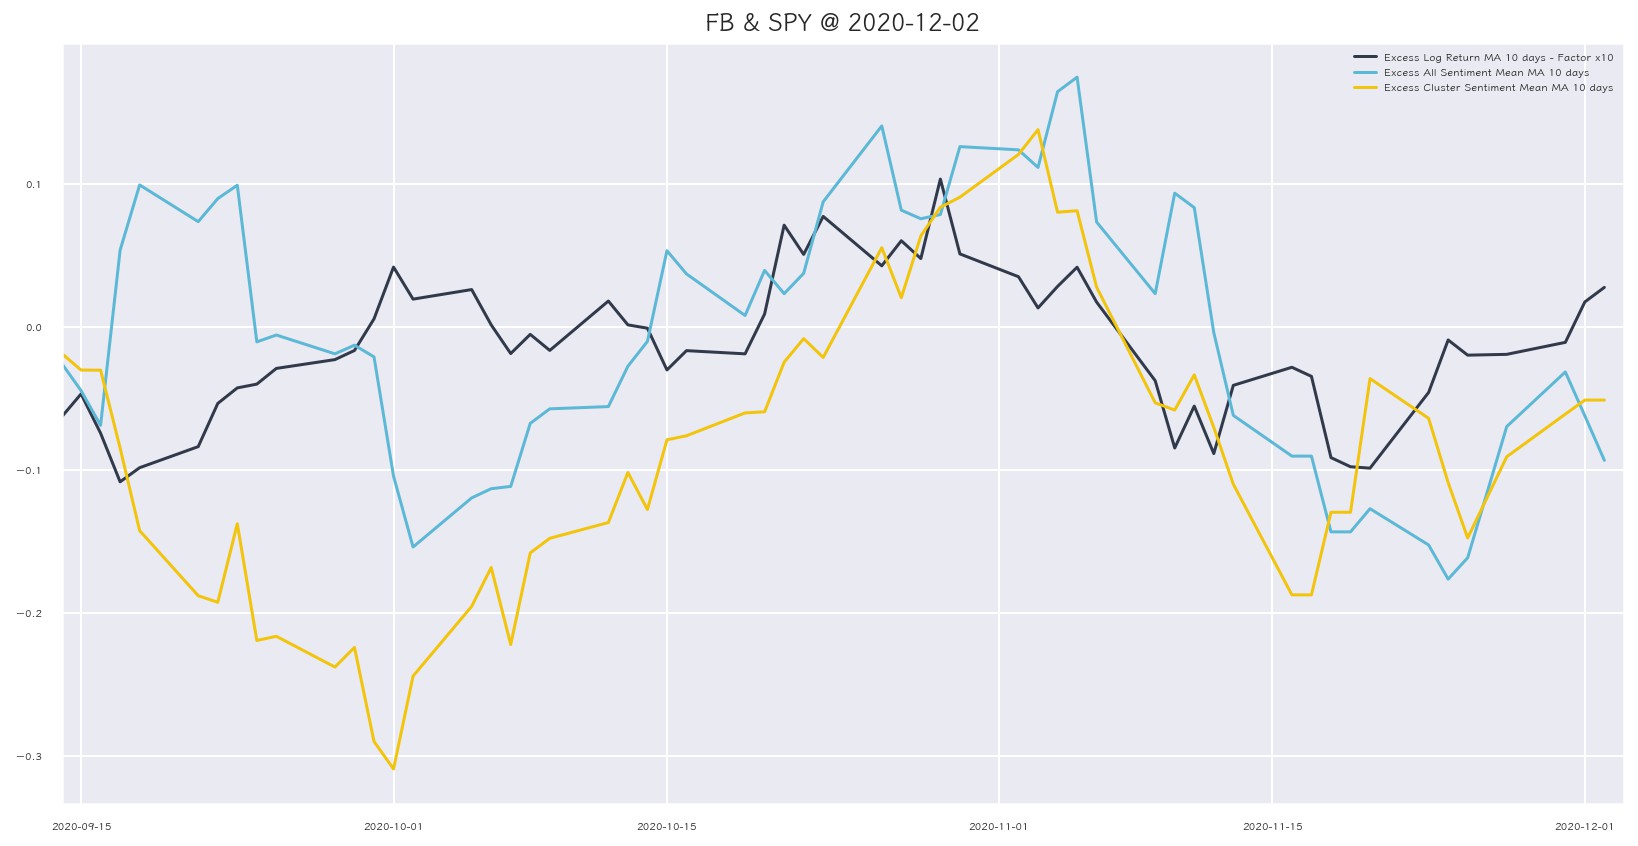 FB & SPY @ 2020-12-02
Excess Log Return MA 10 days - Factor x10
Excess All Sentiment Mean MA 10 days
Excess Cluster Sentiment Mean MA 10 days
0.1
0.0
−0.1
−0.2
−0.3
2020-09-15
2020-10-01
2020-10-15
2020-11-01
2020-11-15
2020-12-01